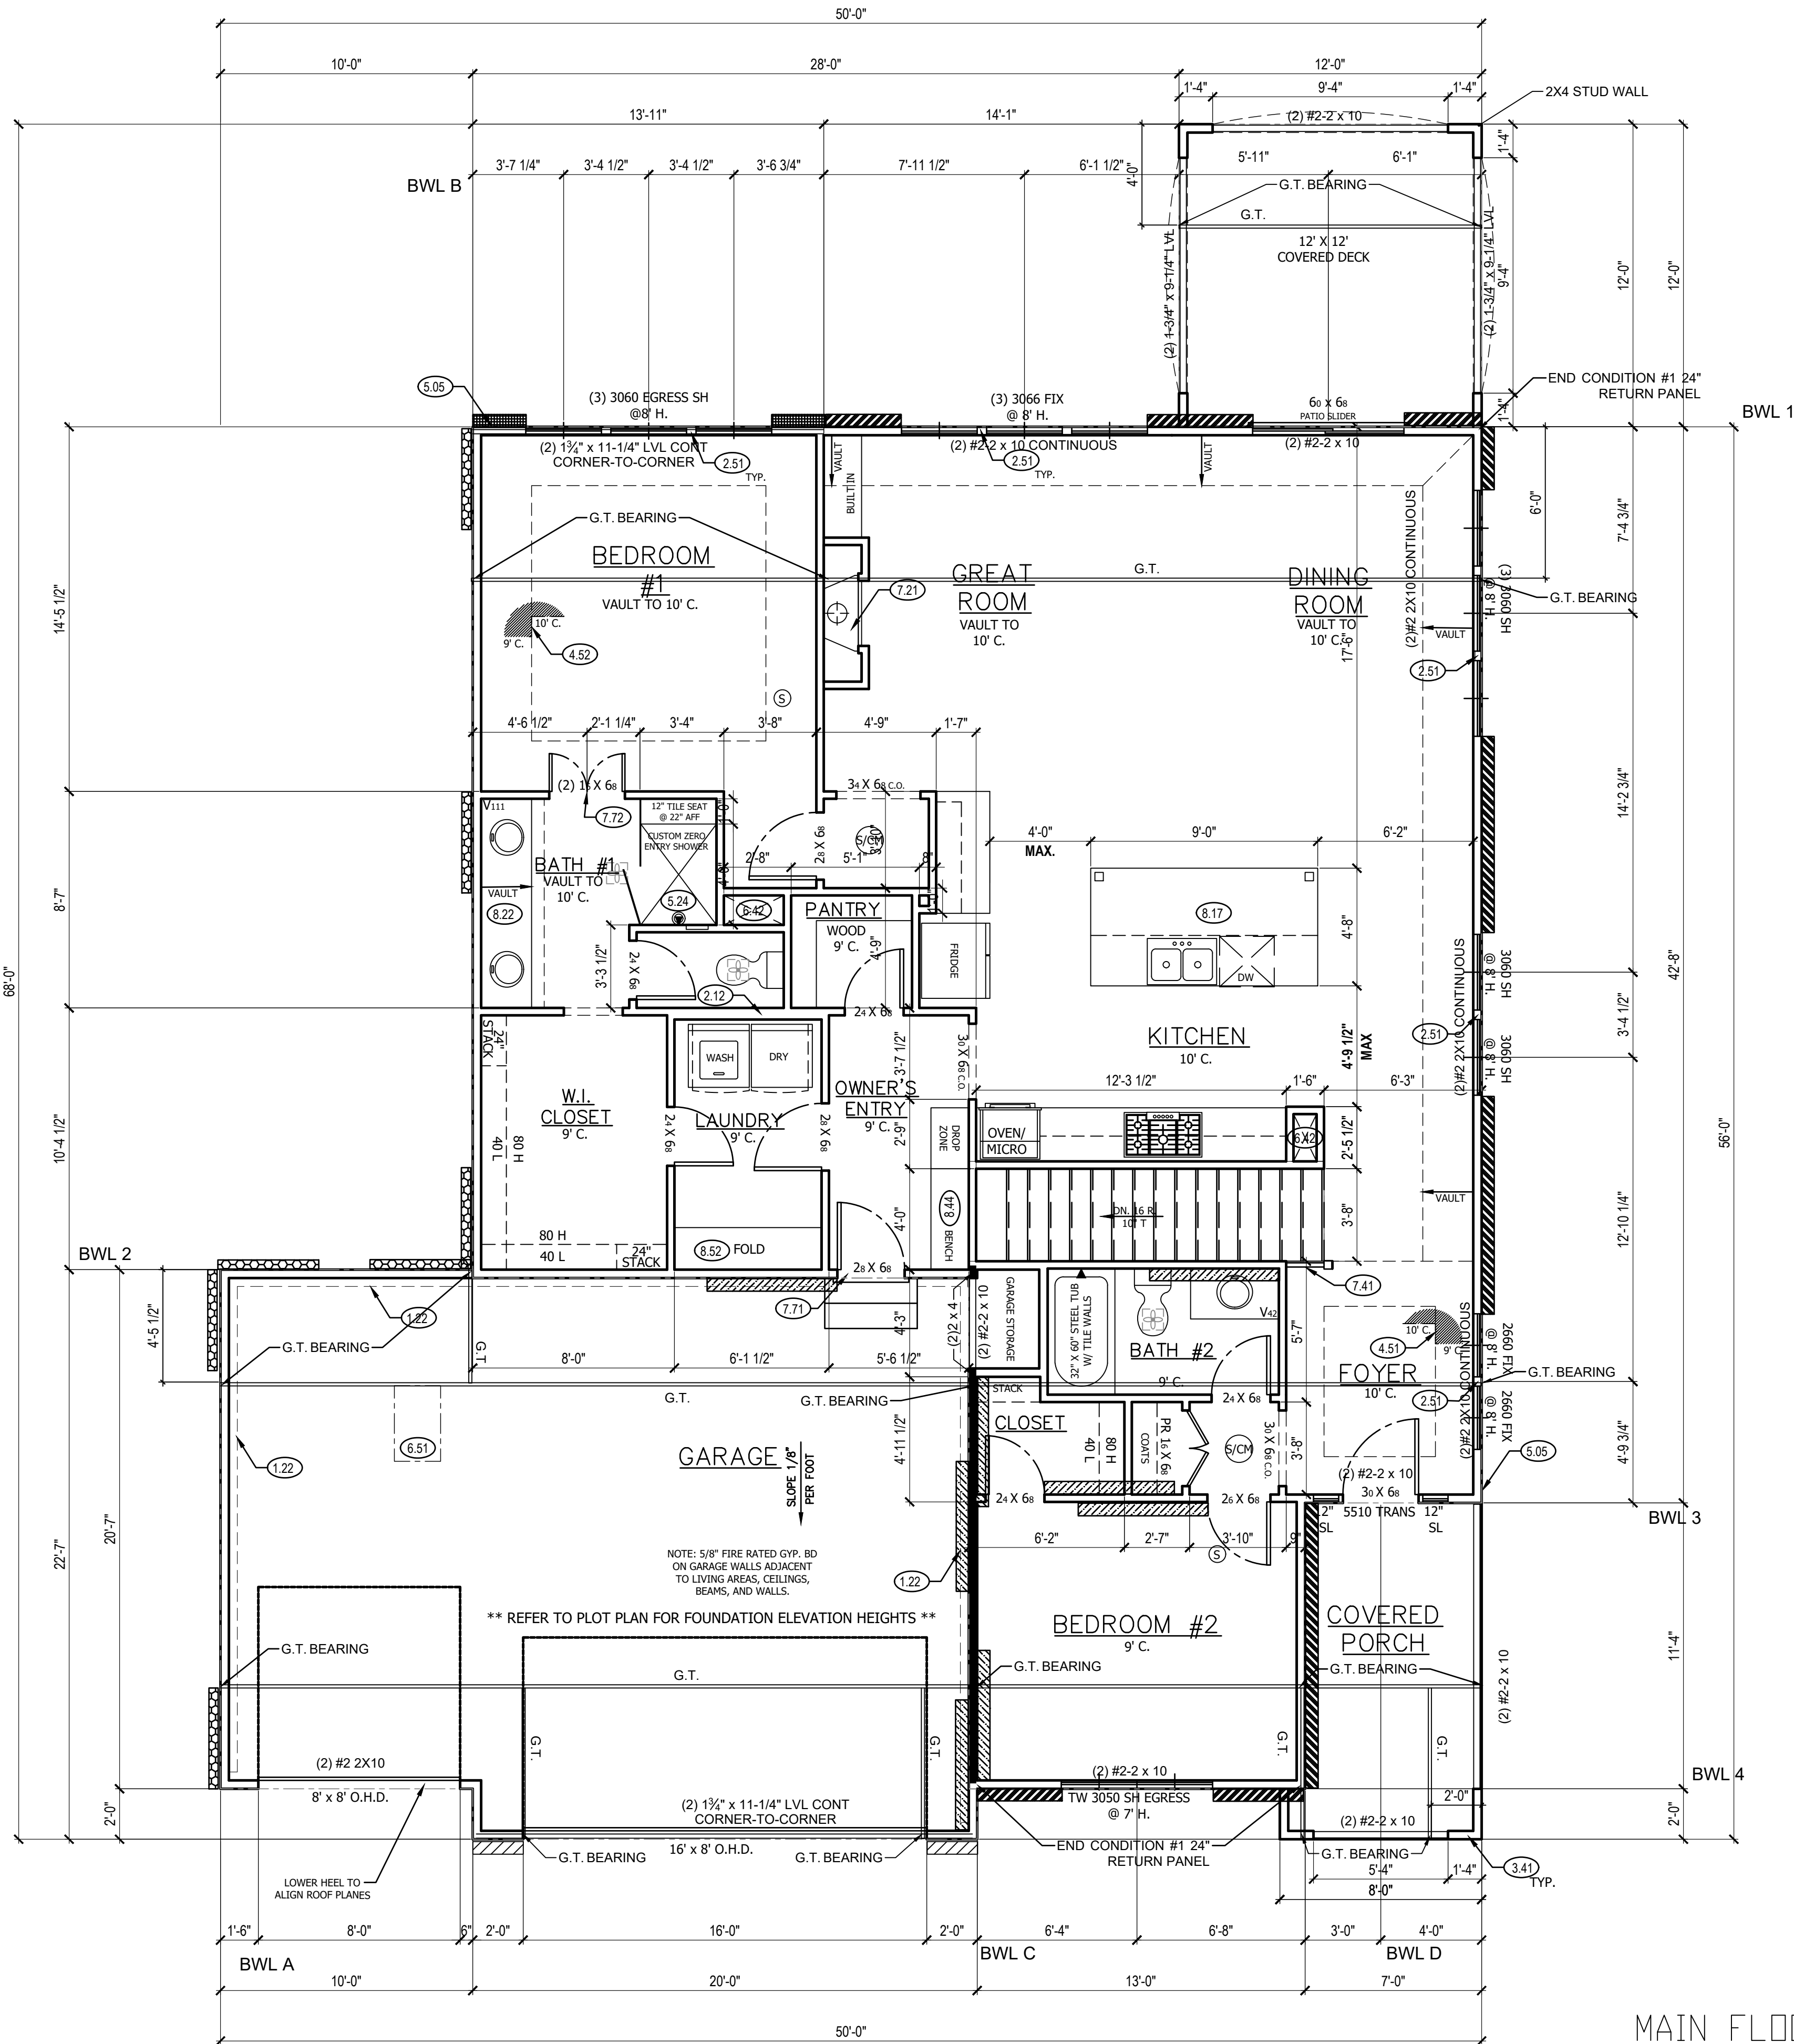 50'-0"
10'-0"
28'-0"
12'-0"
1'-4"
9'-4"
1'-4"
2X4 STUD WALL
13'-11"
14'-1"
(2) #2-2 x 10
3'-7 1/4"
3'-4 1/2"
3'-4 1/2"
3'-6 3/4"
7'-11 1/2"
6'-1 1/2"
5'-11"
6'-1"
1'-4"
4'-0"
BWL B
G.T. BEARING
G.T.
12' X 12'
COVERED DECK
(2) 1-3/4" x 9-1/4" LVL
(2) 1-3/4" x 9-1/4" LVL
9'-4"
12'-0"
12'-0"
5.05
(3) 3060 EGRESS SH
@8' H.
(3) 3066 FIX
@ 8' H.
60 x 68
PATIO SLIDER
END CONDITION #1 24"
RETURN PANEL
1'-4"
BWL 1
(2) 1¾" x 11-1/4" LVL CONT
CORNER-TO-CORNER
2.51
TYP.
(2) #2-2 x 10 CONTINUOUS
2.51
TYP.
(2) #2-2 x 10
VAULT
BUILT IN
VAULT
G.T. BEARING
BEDROOM
#1
VAULT TO 10' C.
10' C.
9' C.
4.52
GREAT
ROOM
VAULT TO
10' C.
7.21
G.T.
DINING
ROOM
VAULT TO
10' C.
17'-6"
(2)#2 2X10 CONTINUOUS
VAULT
(3) 3060 SH
@ 8' H.
G.T. BEARING
2.51
6'-0"
7'-4 3/4"
14'-5 1/2"
S
4'-6 1/2"
2'-1 1/4"
3'-4"
3'-8"
4'-9"
1'-7"
(2) 16 X 68
7.72
34 X 68 C.O.
V111
12" TILE SEAT
@ 22" AFF
CUSTOM ZERO
ENTRY SHOWER
BATH #1
VAULT TO
10' C.
VAULT
8.22
5.24
28 X 68
S/CM
2'-8"
5'-1"
8"
6.42
PANTRY
WOOD
9' C.
4'-9"
FRIDGE
4'-0"
MAX.
9'-0"
6'-2"
8.17
DW
4'-8"
14'-2 3/4"
8'-7"
3'-3 1/2"
24 X 68
2.12
24 X 68
68'-0"
42'-8"
24"
STACK
WASH
DRY
3'-7 1/2"
30 X 68 C.O.
KITCHEN
10' C.
4'-9 1/2"
MAX
(2)#2 2X10 CONTINUOUS
2.51
3060 SH
@ 8' H.
3060 SH
@ 8' H.
3'-4 1/2"
12'-3 1/2"
1'-6"
6'-3"
W.I.
CLOSET
9' C.
80 H
40 L
24 X 68
LAUNDRY
9' C.
28 X 68
OWNER'S
ENTRY
9' C.
2'-9"
DROP
ZONE
OVEN/
MICRO
6.42
2'-5 1/2"
10'-4 1/2"
56'-0"
DN. 16 R.
10" T
3'-8"
VAULT
12'-10 1/4"
80 H
40 L
24"
STACK
8.52
FOLD
4'-0"
8.44
BENCH
28 X 68
7.71
BWL 2
4'-5 1/2"
1.22
G.T. BEARING
G.T.
8'-0"
6'-1 1/2"
5'-6 1/2"
4'-3"
(2)2 x 4
(2) #2-2 x 10
GARAGE STORAGE
32" X 60" STEEL TUB
W/ TILE WALLS
V42
BATH #2
9' C.
5'-7"
7.41
10' C.
9' C.
4.51
FOYER
10' C.
(2)#2 2X10 CONTINUOUS
2.51
2660 FIX
@ 8' H.
2660 FIX
@ 8' H.
G.T. BEARING
G.T.
G.T. BEARING
6.51
1.22
GARAGE
SLOPE 1/8"
PER FOOT
4'-11 1/2"
STACK
CLOSET
80 H
40 L
COATS
PR 16 X 68
24 X 68
S/CM
30 X 68 C.O.
3'-8"
5.05
4'-9 3/4"
24 X 68
26 X 68
(2) #2-2 x 10
30 X 68
5510 TRANS
12"
SL
12"
SL
BWL 3
22'-7"
20'-7"
NOTE: 5/8" FIRE RATED GYP. BD
ON GARAGE WALLS ADJACENT
TO LIVING AREAS, CEILINGS,
BEAMS, AND WALLS.
1.22
6'-2"
2'-7"
3'-10"
9"
S
** REFER TO PLOT PLAN FOR FOUNDATION ELEVATION HEIGHTS **
BEDROOM #2
9' C.
COVERED
PORCH
G.T. BEARING
G.T.
G.T. BEARING
G.T. BEARING
(2) #2-2 x 10
11'-4"
G.T.
G.T.
G.T.
G.T.
(2) #2 2X10
8' x 8' O.H.D.
(2) 1¾" x 11-1/4" LVL CONT
CORNER-TO-CORNER
(2) #2-2 x 10
TW 3050 SH EGRESS
@ 7' H.
BWL 4
2'-0"
2'-0"
(2) #2-2 x 10
2'-0"
G.T. BEARING
16' x 8' O.H.D.
G.T. BEARING
END CONDITION #1 24"
RETURN PANEL
G.T. BEARING
5'-4"
1'-4"
3.41
TYP.
8'-0"
LOWER HEEL TO
ALIGN ROOF PLANES
1'-6"
8'-0"
6"
2'-0"
16'-0"
2'-0"
6'-4"
6'-8"
3'-0"
4'-0"
BWL A
BWL C
BWL D
10'-0"
20'-0"
13'-0"
7'-0"
50'-0"
MAIN FLO